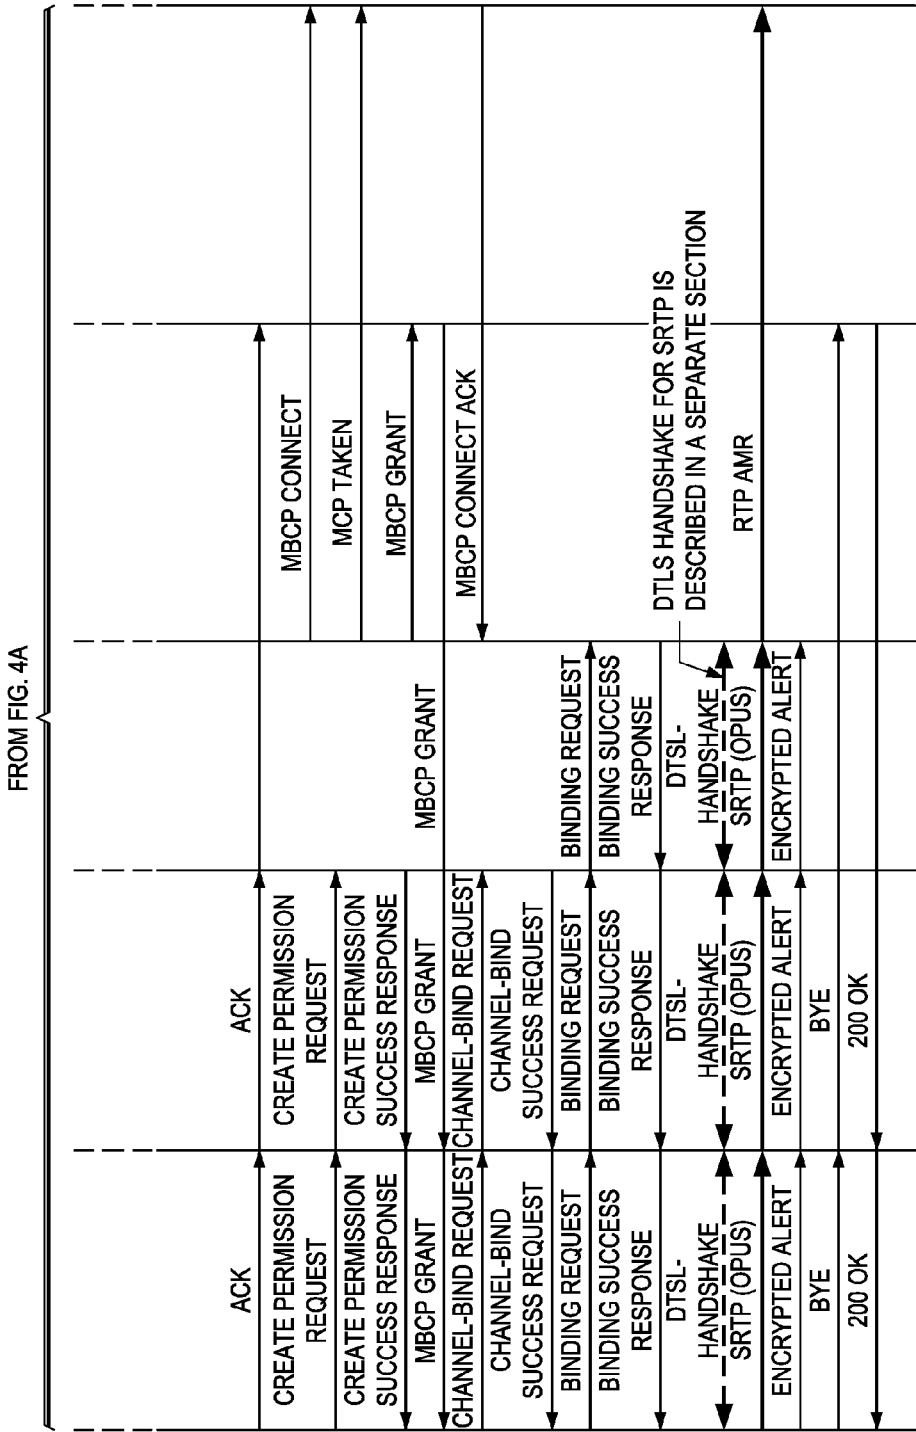 FROM FIG. 4A
ACK
ACK
CREATE PERMISSION
REQUEST
CREATE PERMISSION
REQUEST
MBCP CONNECT
CREATE PERMISSION
SUCCESS RESPONSE
CREATE PERMISSION
SUCCESS RESPONSE
MCP TAKEN
MBCP GRANT
MBCP GRANT
MBCP GRANT
MBCP GRANT
CHANNEL-BIND REQUEST
CHANNEL-BIND REQUEST
MBCP CONNECT ACK
CHANNEL-BIND
SUCCESS REQUEST
CHANNEL-BIND
SUCCESS REQUEST
BINDING REQUEST
BINDING REQUEST
BINDING REQUEST
BINDING SUCCESS
RESPONSE
BINDING SUCCESS
RESPONSE
BINDING SUCCESS
RESPONSE
DTSL-
HANDSHAKE
DTSL-
HANDSHAKE
DTSL-
HANDSHAKE
DTLS HANDSHAKE FOR SRTP IS
DESCRIBED IN A SEPARATE SECTION
SRTP (OPUS)
SRTP (OPUS)
SRTP (OPUS)
RTP AMR
ENCRYPTED ALERT
ENCRYPTED ALERT
ENCRYPTED ALERT
BYE
BYE
200 OK
200 OK